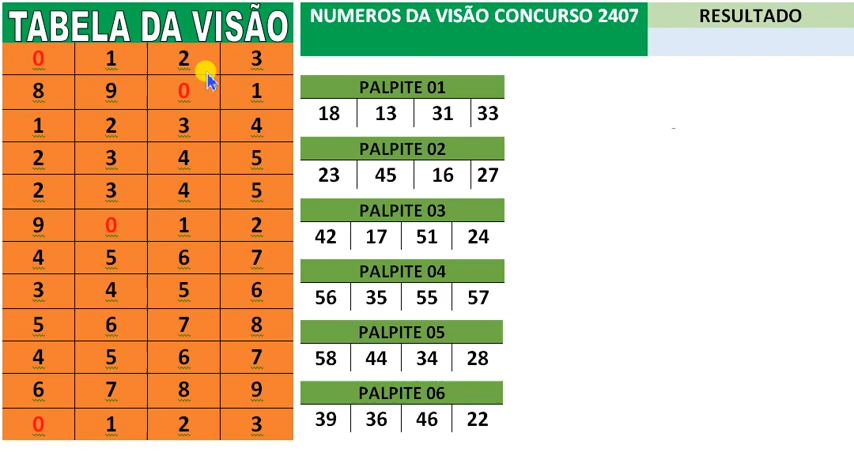 TABELA DA VISÃO
0 1 2 3
8 9 0 1
1 2 3 4
2 3 4 5
2 3 4 5
9 0 1 2
4 5 6 7
3 4 5 6
5 6 7 8
4 5 6 7
6 7 8 9
0 1 2 3
NUMEROS DA VISÃO CONCURSO 2407
RESULTADO
PALPITE 01
18 13 31 33
PALPITE 02
23 45 16 27
PALPITE 03
42 17 51 24
PALPITE 04
56 35 55 57
PALPITE 05
58 44 34 28
PALPITE 06
39 36 46 22